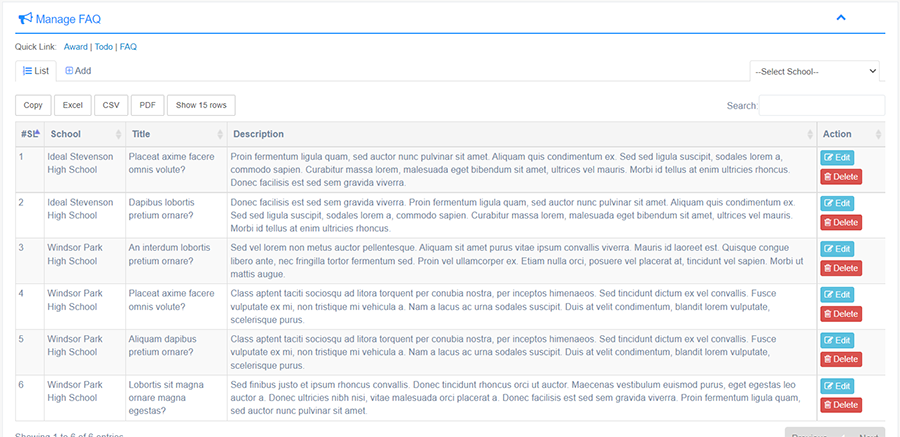 Manage FAQ
Quick Link: Award | Todo | FAQ
List Add --Select School--
Copy Excel CSV PDF Show 15 rows Search:
#SL School Title Description Action
1 Ideal Stevenson Placeat axime facere Proin fermentum ligula quam, sed auctor nunc pulvinar sit amet. Aliquam quis condimentum ex. Sed sed ligula suscipit, sodales lorem a, Edit
High School omnis volute? commodo sapien. Curabitur massa lorem, malesuada eget bibendum sit amet, ultrices vel mauris. Morbi id tellus at enim ultricies rhoncus. Delete
Donec facilisis est sed sem gravida viverra.
2 Ideal Stevenson Dapibus lobortis Donec facilisis est sed sem gravida viverra. Proin fermentum ligula quam, sed auctor nunc pulvinar sit amet. Aliquam quis condimentum ex. Edit
High School pretium ornare? Sed sed ligula suscipit, sodales lorem a, commodo sapien. Curabitur massa lorem, malesuada eget bibendum sit amet, ultrices vel mauris. Delete
Morbi id tellus at enim ultricies rhoncus.
3 Windsor Park An interdum lobortis Sed vel lorem non metus auctor pellentesque. Aliquam sit amet purus vitae ipsum convallis viverra. Mauris id laoreet est. Quisque congue Edit
High School pretium ornare? libero ante, nec fringilla tortor fermentum sed. Proin vel ullamcorper ex. Etiam nulla orci, posuere vel placerat at, tincidunt vel sapien. Morbi ut Delete
mattis augue.
4 Windsor Park Placeat axime facere Class aptent taciti sociosqu ad litora torquent per conubia nostra, per inceptos himenaeos. Sed tincidunt dictum ex vel convallis. Fusce Edit
High School omnis volute? vulputate ex mi, non tristique mi vehicula a. Nam a lacus ac urna sodales suscipit. Duis at velit condimentum, blandit lorem vulputate, Delete
scelerisque purus.
5 Windsor Park Aliquam dapibus Class aptent taciti sociosqu ad litora torquent per conubia nostra, per inceptos himenaeos. Sed tincidunt dictum ex vel convallis. Fusce Edit
High School pretium ornare? vulputate ex mi, non tristique mi vehicula a. Nam a lacus ac urna sodales suscipit. Duis at velit condimentum, blandit lorem vulputate, Delete
scelerisque purus.
6 Windsor Park Lobortis sit magna Sed finibus justo et ipsum rhoncus convallis. Donec tincidunt rhoncus orci ut auctor. Maecenas vestibulum euismod purus, eget egestas leo Edit
High School ornare magna auctor a. Donec ultricies nibh nisi, vitae malesuada orci placerat a. Donec facilisis est sed sem gravida viverra. Proin fermentum ligula quam, Delete
egestas? sed auctor nunc pulvinar sit amet.
Showing 1 to 6 of 6 entries Previous Next